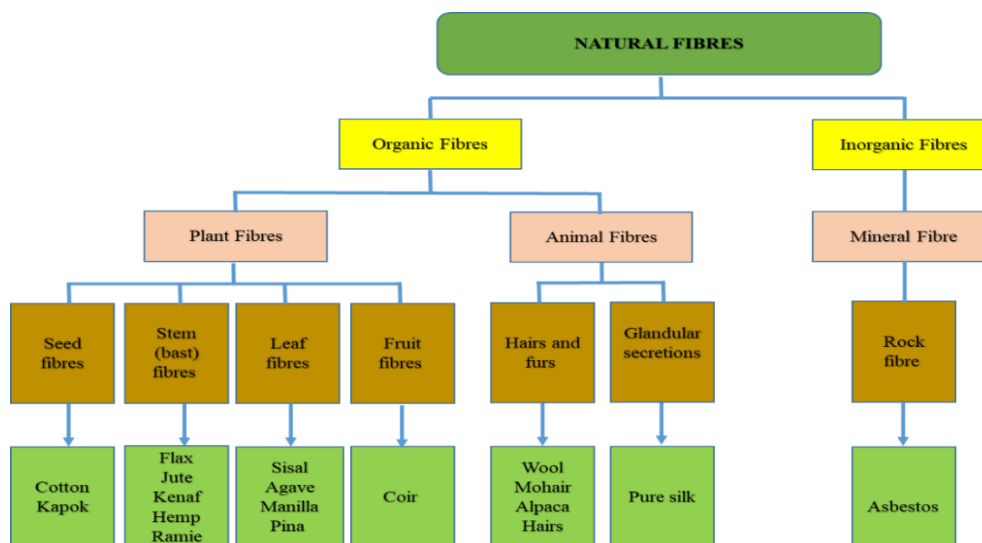 NATURAL FIBRES
Organic Fibres
Inorganic Fibres
Plant Fibres
Animal Fibres
Mineral Fibre
Seed
fibres
Stem
(bast)
fibres
Leaf
fibres
Fruit
fibres
Hairs and
furs
Glandular
secretions
Rock
fibre
Cotton
Kapok
Flax
Jute
Kenaf
Hemp
Ramie
Sisal
Agave
Manilla
Pina
Coir
Wool
Mohair
Alpaca
Hairs
Pure silk
Asbestos